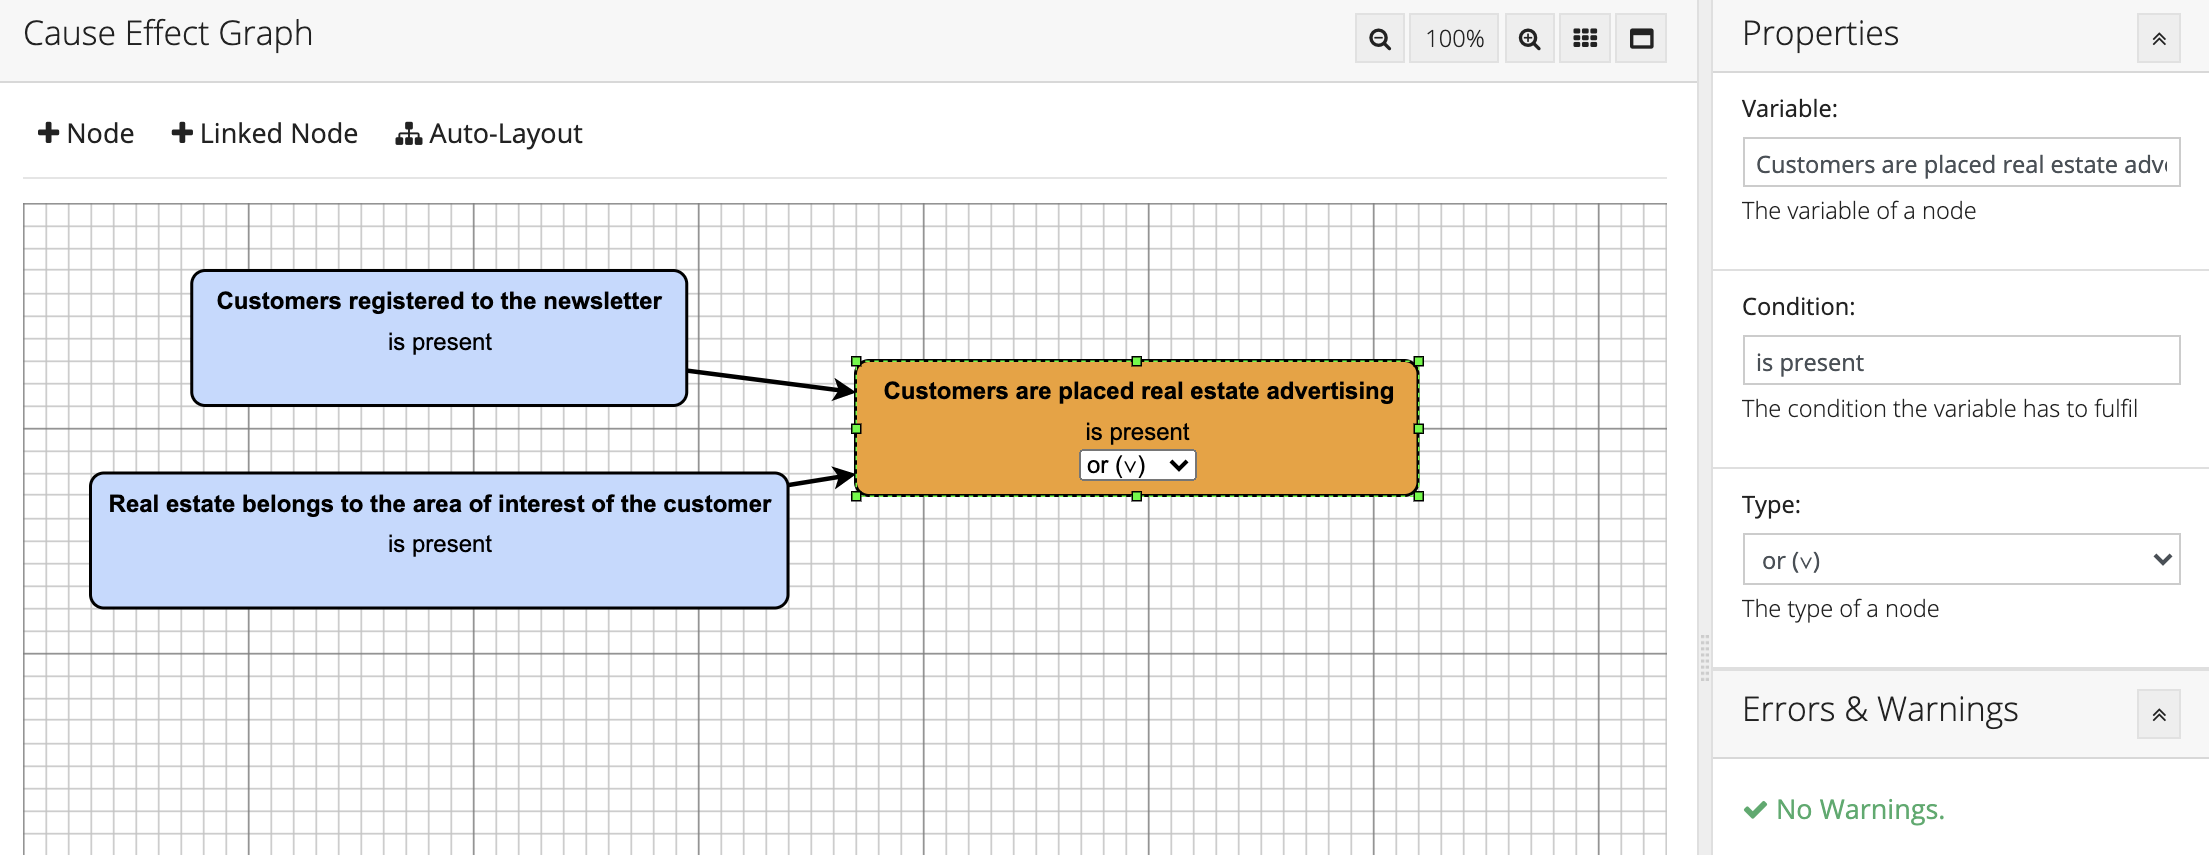 Cause Effect Graph
100%
Node
Linked Node
Auto-Layout
Customers registered to the newsletter
is present
Real estate belongs to the area of interest of the customer
is present
Customers are placed real estate advertising
is present
or (∨)
Properties
Variable:
Customers are placed real estate adv
The variable of a node
Condition:
is present
The condition the variable has to fulfil
Type:
or (∨)
The type of a node
Errors & Warnings
No Warnings.